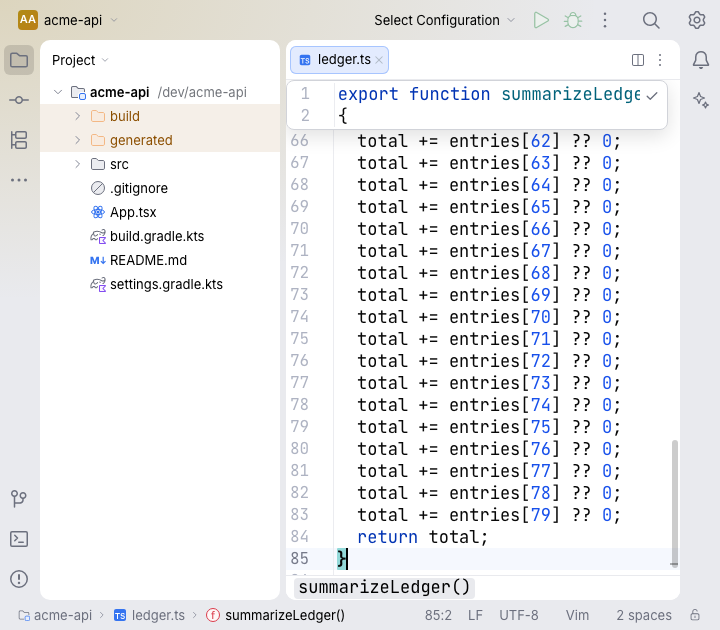 AA acme-api
Select Configuration
Project
TS ledger.ts
acme-api /dev/acme-api
build
generated
src
.gitignore
App.tsx
build.gradle.kts
M↓ README.md
settings.gradle.kts
1 export function summarizeLedge
2 {
66 total += entries[62] ?? 0;
67 total += entries[63] ?? 0;
68 total += entries[64] ?? 0;
69 total += entries[65] ?? 0;
70 total += entries[66] ?? 0;
71 total += entries[67] ?? 0;
72 total += entries[68] ?? 0;
73 total += entries[69] ?? 0;
74 total += entries[70] ?? 0;
75 total += entries[71] ?? 0;
76 total += entries[72] ?? 0;
77 total += entries[73] ?? 0;
78 total += entries[74] ?? 0;
79 total += entries[75] ?? 0;
80 total += entries[76] ?? 0;
81 total += entries[77] ?? 0;
82 total += entries[78] ?? 0;
83 total += entries[79] ?? 0;
84 return total;
85 }
summarizeLedger()
acme-api TS ledger.ts f summarizeLedger() 85:2 LF UTF-8 Vim 2 spaces